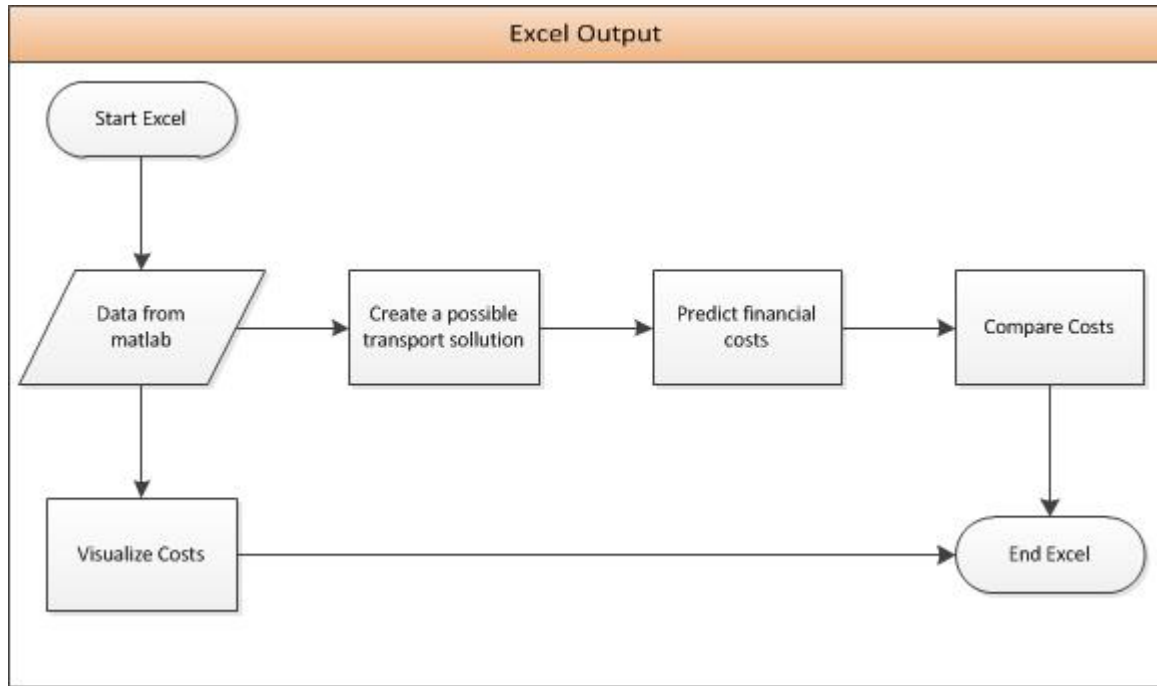 Excel Output
Start Excel
Data from
matlab
Create a possible
transport sollution
Predict financial
costs
Compare Costs
Visualize Costs
End Excel